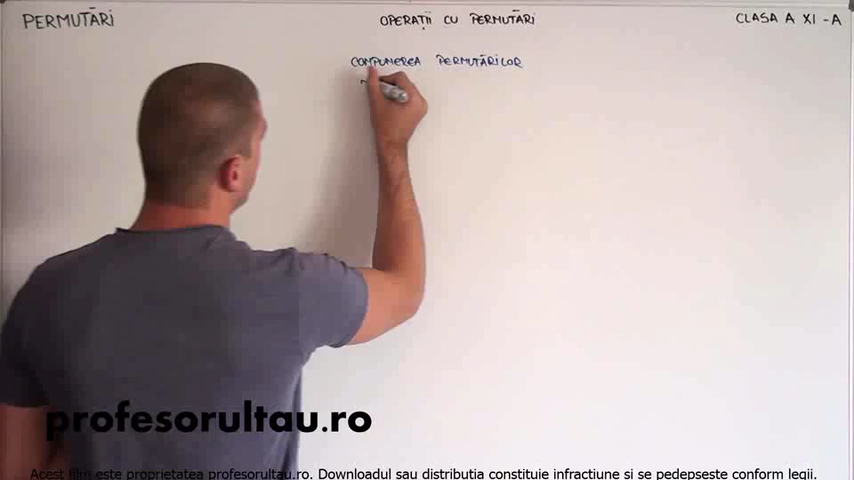 PERMUTĂRI
OPERAȚII CU PERMUTĂRI
CLASA A XI -A
COMPUNEREA PERMUTĂRILOR
profesorultau.ro
Acest film este proprietatea profesorultau.ro. Downloadul sau distributia constituie infractiune si se pedepseste conform legii.